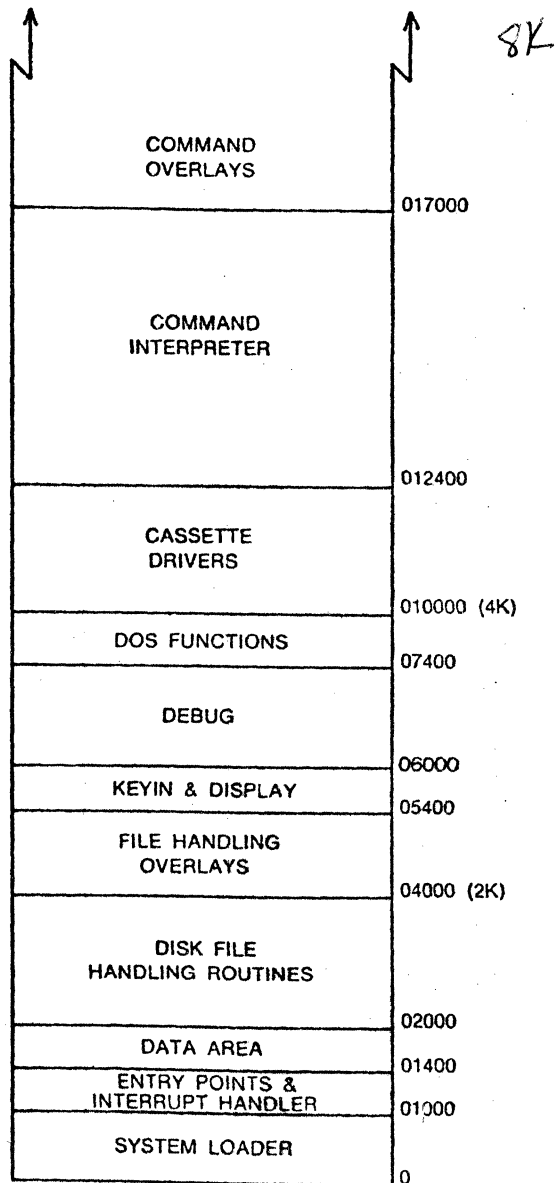 8K
COMMAND
OVERLAYS
017000
COMMAND
INTERPRETER
012400
CASSETTE
DRIVERS
010000 (4K)
DOS FUNCTIONS
07400
DEBUG
06000
KEYIN & DISPLAY
05400
FILE HANDLING
OVERLAYS
04000 (2K)
DISK FILE
HANDLING ROUTINES
02000
DATA AREA
01400
ENTRY POINTS &
INTERRUPT HANDLER
01000
SYSTEM LOADER
0